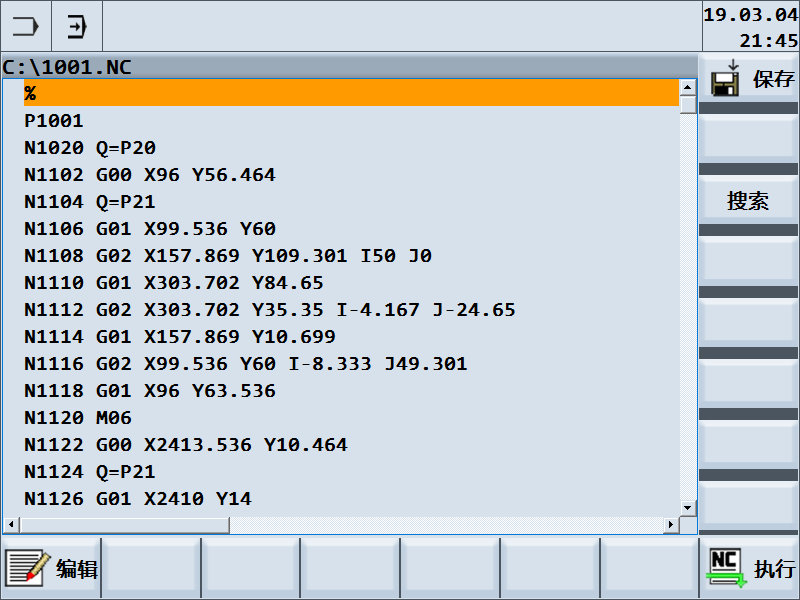 19.03.04
21:45
C:\1001.NC
%
P1001
N1020 Q=P20
N1102 G00 X96 Y56.464
N1104 Q=P21
N1106 G01 X99.536 Y60
N1108 G02 X157.869 Y109.301 I50 J0
N1110 G01 X303.702 Y84.65
N1112 G02 X303.702 Y35.35 I-4.167 J-24.65
N1114 G01 X157.869 Y10.699
N1116 G02 X99.536 Y60 I-8.333 J49.301
N1118 G01 X96 Y63.536
N1120 M06
N1122 G00 X2413.536 Y10.464
N1124 Q=P21
N1126 G01 X2410 Y14
保存
搜索
编辑
NC
执行